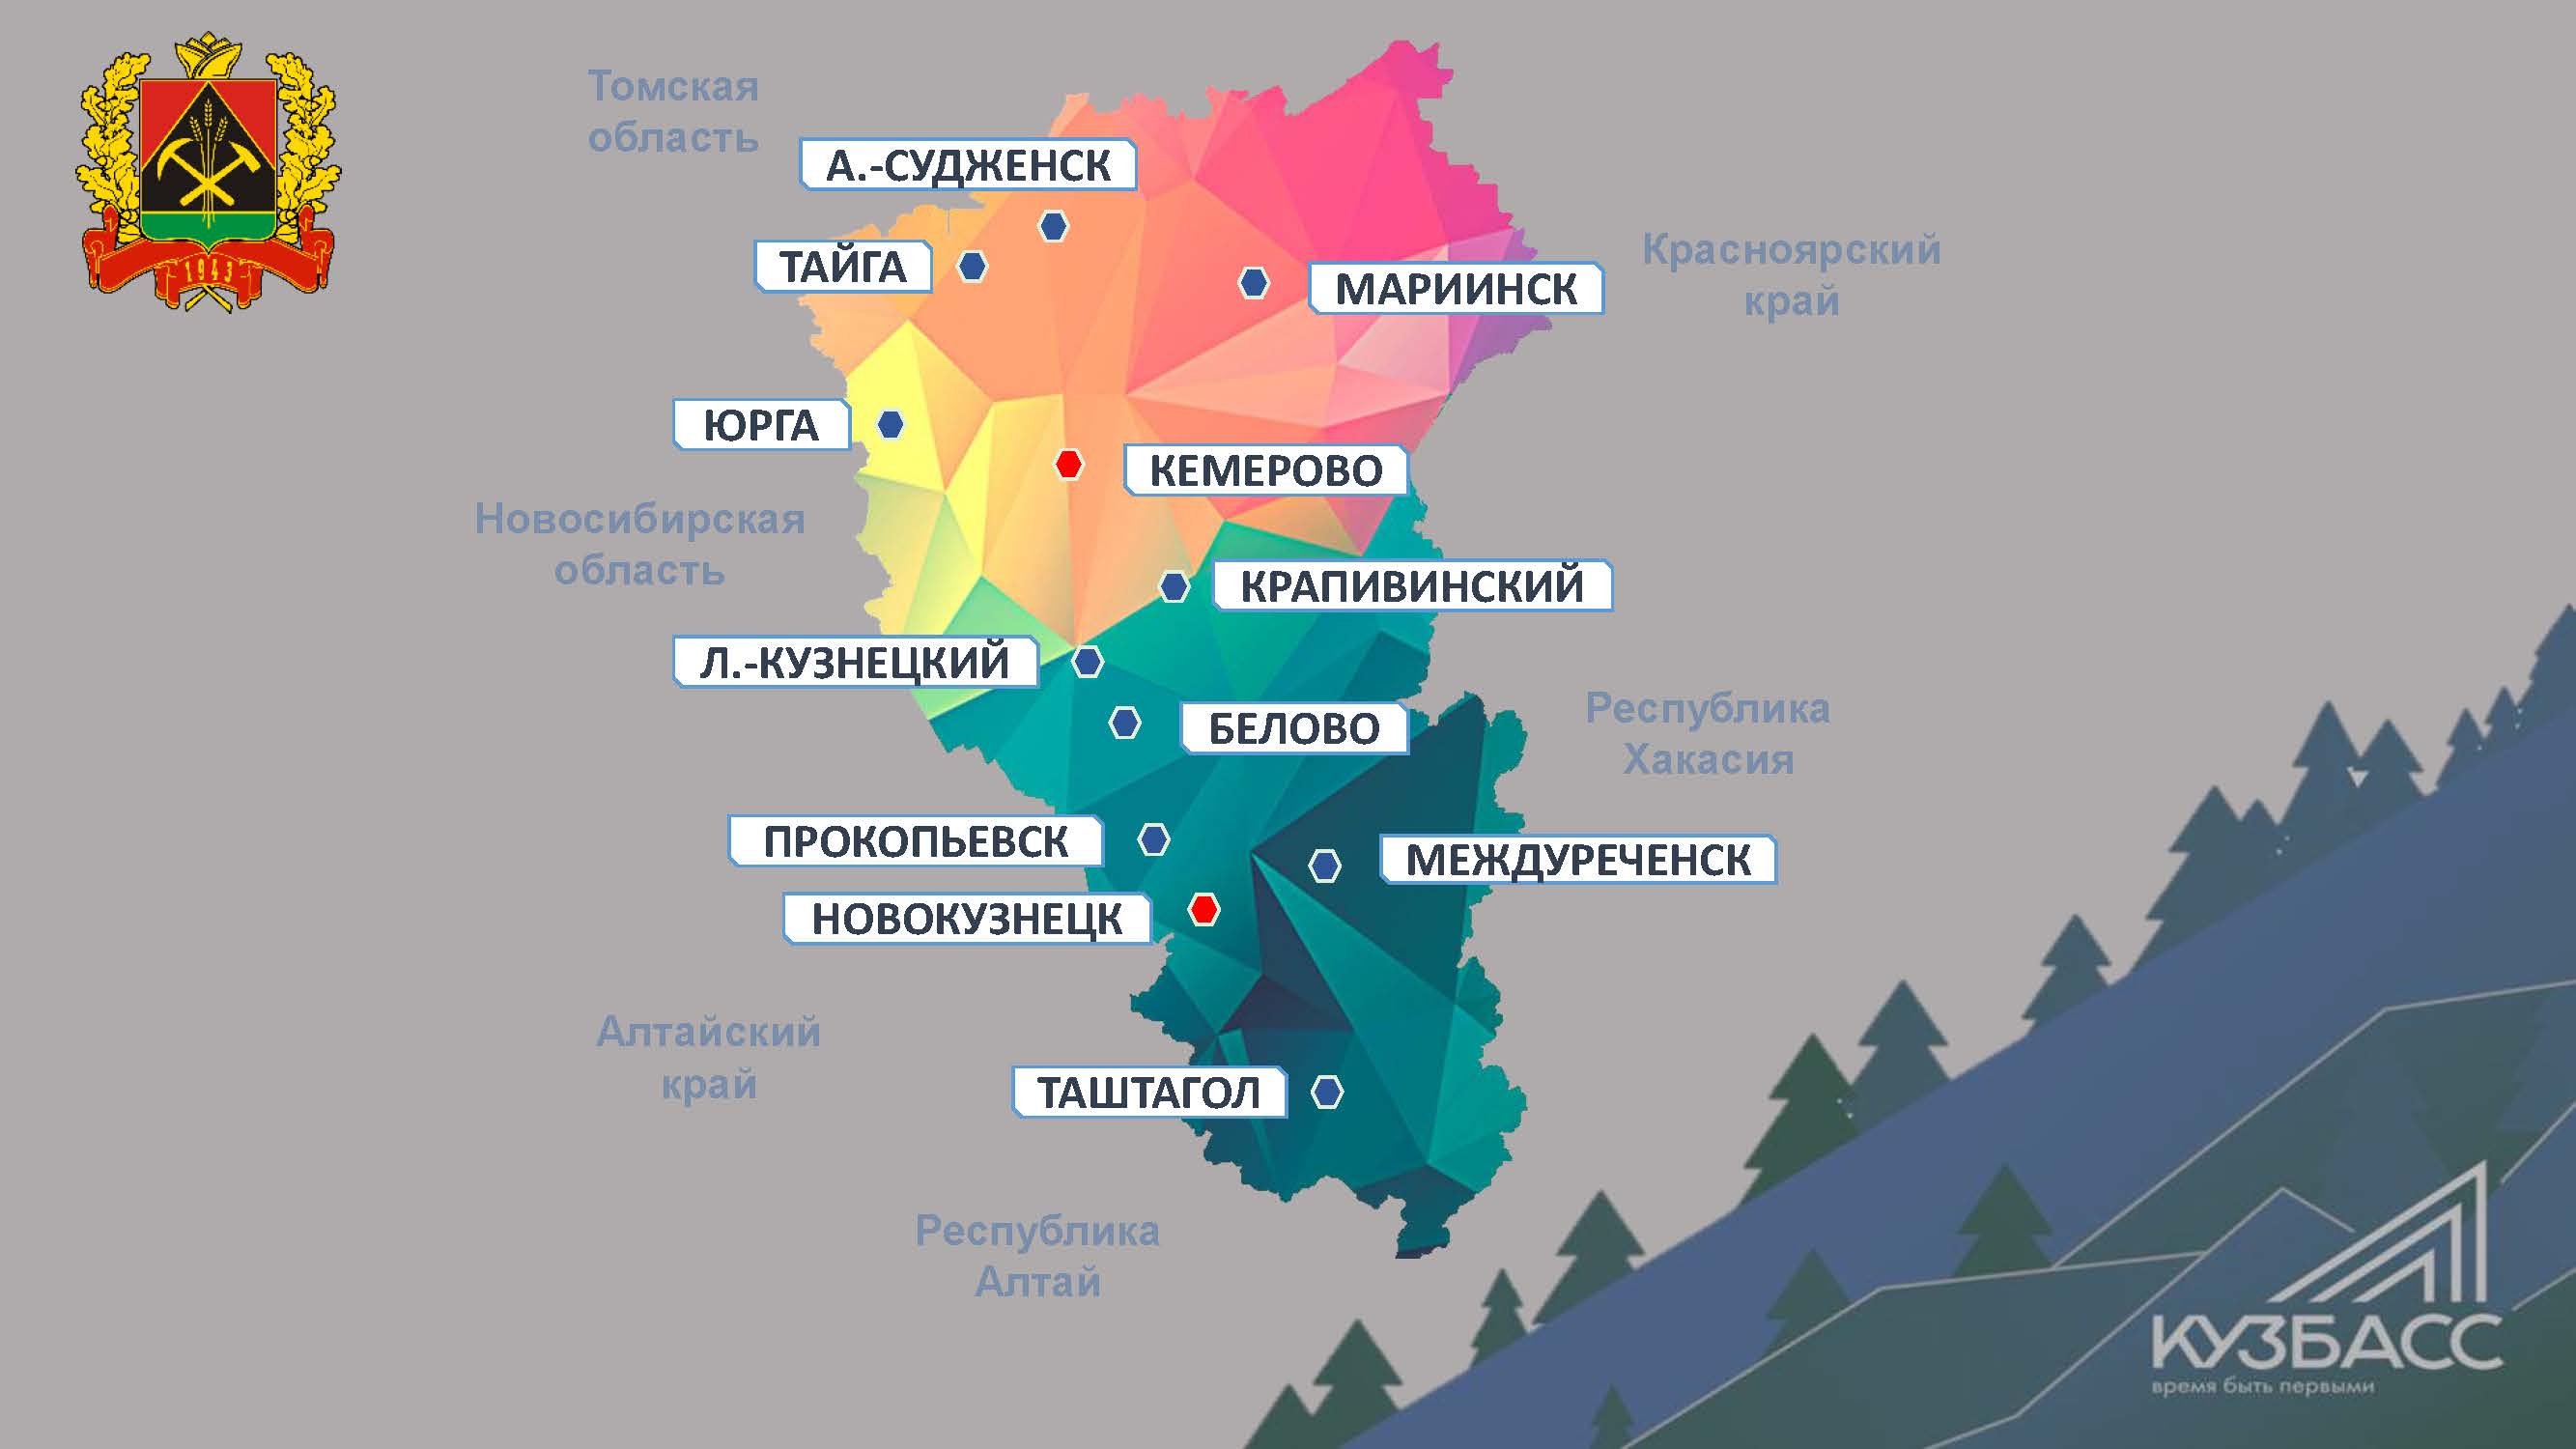 Томская
область
А.-СУДЖЕНСК
ТАЙГА
МАРИИНСК
Красноярский
край
1943
ЮРГА
КЕМЕРОВО
Новосибирская
область
КРАПИВИНСКИЙ
Л.-КУЗНЕЦКИЙ
БЕЛОВО
Республика
Хакасия
ПРОКОПЬЕВСК
МЕЖДУРЕЧЕНСК
НОВОКУЗНЕЦК
Алтайский
край
ТАШТАГОЛ
Республика
Алтай
КУЗБАСС
время быть первыми